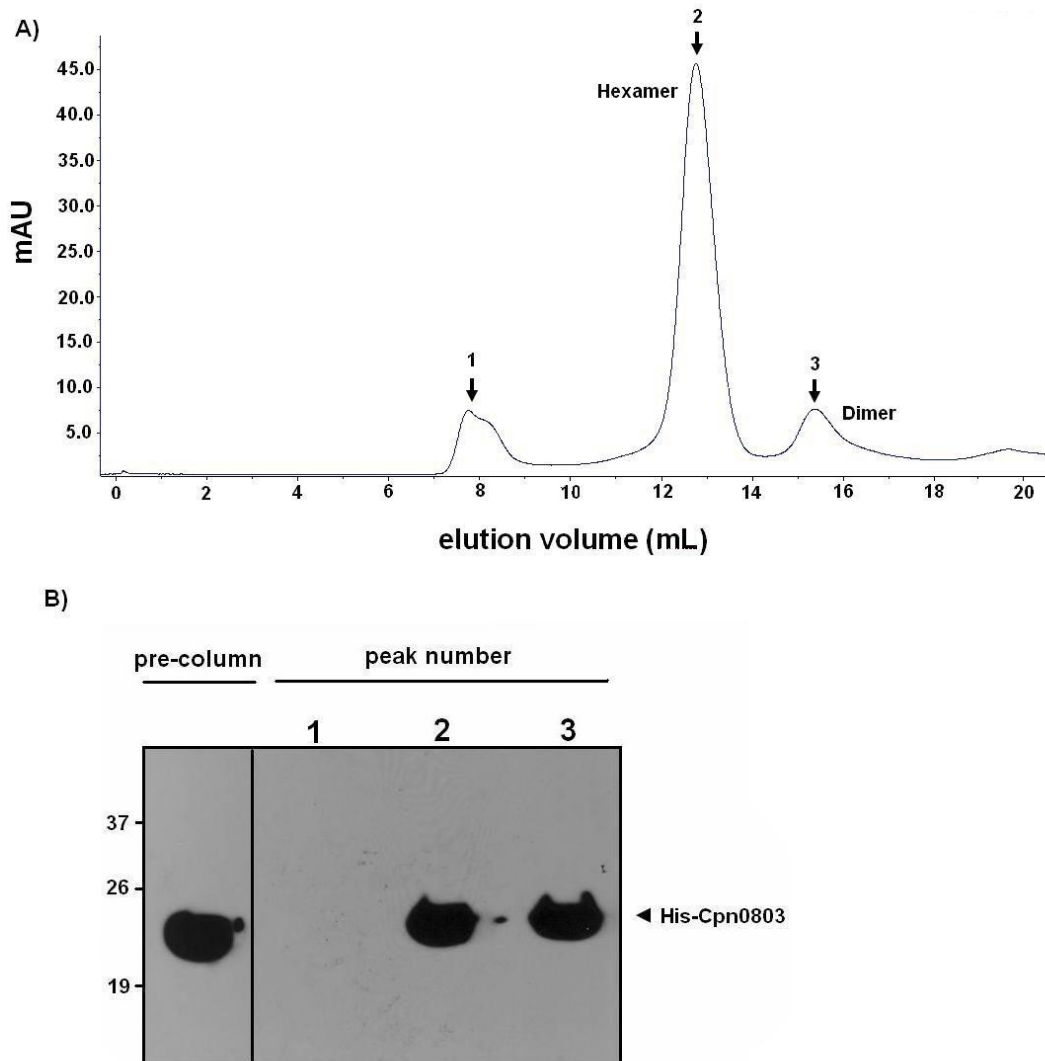 A)
2
45.0
Hexamer
40.0
35.0
30.0
25.0
20.0
15.0
1
3
10.0
Dimer
5.0
mAU
0 2 4 6 8 10 12 14 16 18 20
elution volume (mL)
B)
pre-column peak number
1 2 3
37
26
His-Cpn0803
19